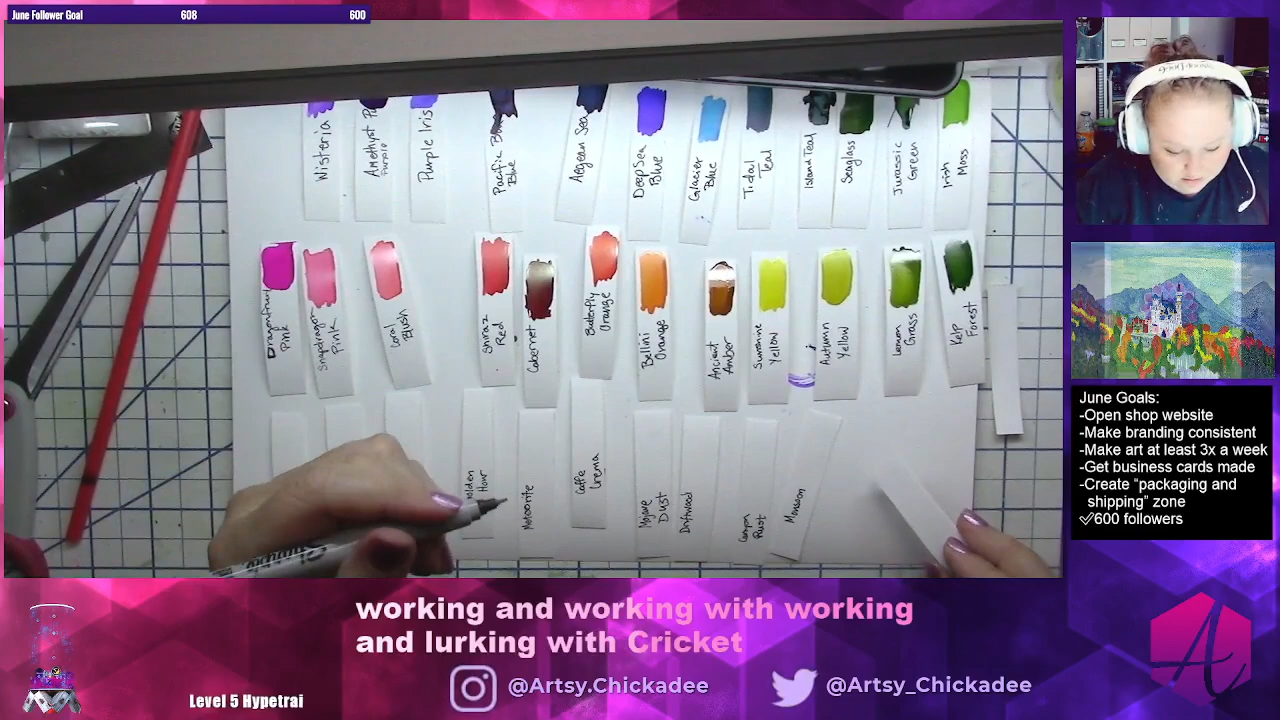 June Follower Goal 608 600
Wisteria
Amethyst
Purple
Purple Iris
Pacific
Blue
Aegean Sea
Deep Sea
Blue
Glacier
Blue
Tidal
Teal
Island Teal
Seaglass
Jurassic
Green
Irish
Moss
Dragonfruit
Pink
Snapdragon
Pink
Coral
Blush
Shiraz
Red
Cabernet
Butterfly
Orange
Bellini
Orange
Ancient
Amber
Sunshine
Yellow
Autumn
Yellow
Lemon
Grass
Kelp
Forest
Hour
Meteorite
Caffe
Crema
Mojave
Dust
Driftwood
Canyon
Rust
Monsoon
Sharpie
June Goals:
-Open shop website
-Make branding consistent
-Make art at least 3x a week
-Get business cards made
-Create "packaging and
shipping" zone
✓600 followers
working and working with working
and lurking with Cricket
@Artsy.Chickadee
@Artsy_Chickadee
Level 5 Hypetrai
A